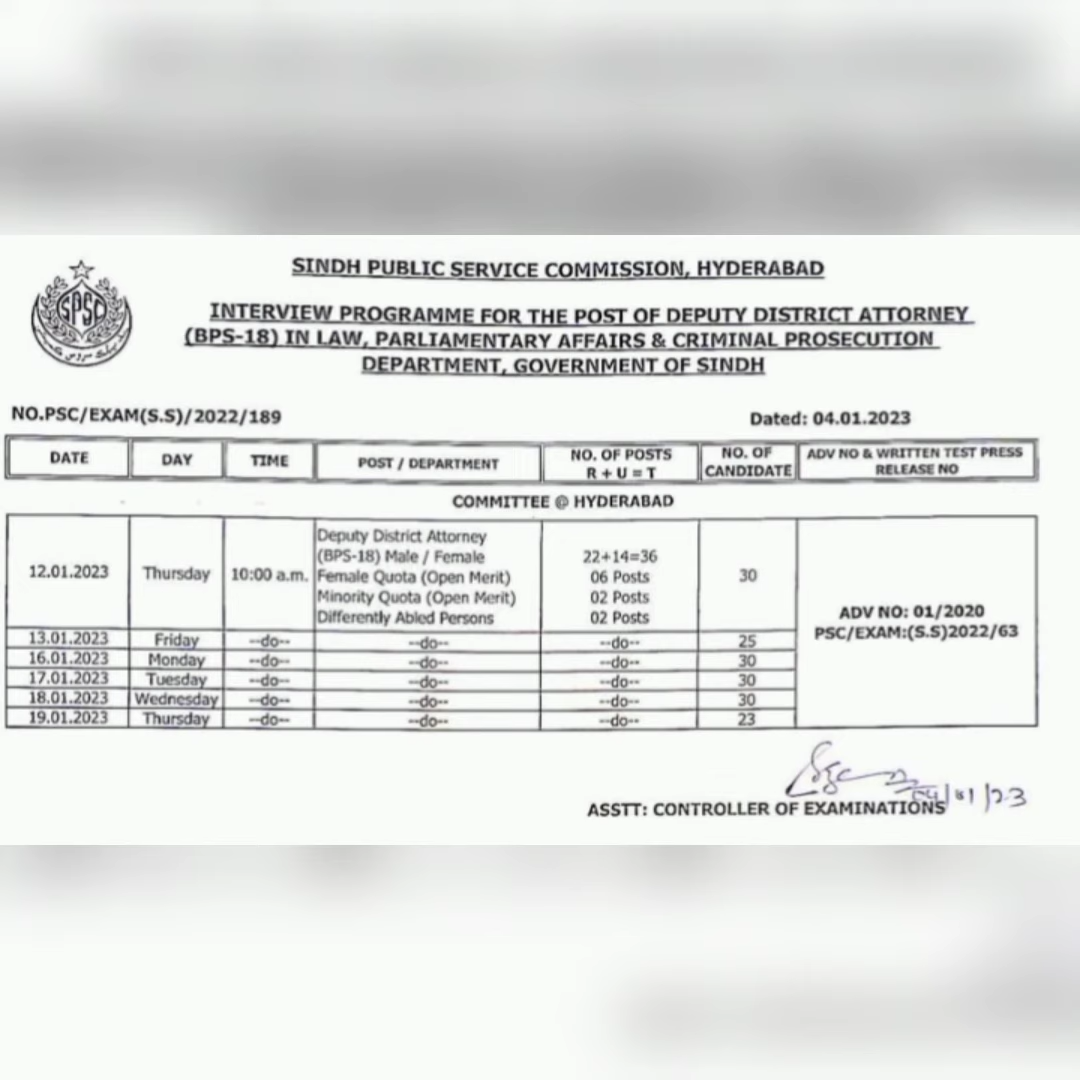 SINDH PUBLIC SERVICE COMMISSION, HYDERABAD
SPSC
INTERVIEW PROGRAMME FOR THE POST OF DEPUTY DISTRICT ATTORNEY
(BPS-18) IN LAW, PARLIAMENTARY AFFAIRS & CRIMINAL PROSECUTION
DEPARTMENT, GOVERNMENT OF SINDH
NO.PSC/EXAM(S.S)/2022/189 Dated: 04.01.2023
DATE DAY TIME POST / DEPARTMENT NO. OF POSTS R + U = T NO. OF CANDIDATE ADV NO & WRITTEN TEST PRESS RELEASE NO
COMMITTEE @ HYDERABAD
12.01.2023 Thursday 10:00 a.m.
Deputy District Attorney
(BPS-18) Male / Female 22+14=36
Female Quota (Open Merit) 06 Posts
Minority Quota (Open Merit) 02 Posts
Differently Abled Persons 02 Posts
30
ADV NO: 01/2020
PSC/EXAM:(S.S)2022/63
13.01.2023 Friday --do-- --do-- --do-- 25
16.01.2023 Monday --do-- --do-- --do-- 30
17.01.2023 Tuesday --do-- --do-- --do-- 30
18.01.2023 Wednesday --do-- --do-- --do-- 30
19.01.2023 Thursday --do-- --do-- --do-- 23
04/01/23
ASSTT: CONTROLLER OF EXAMINATIONS